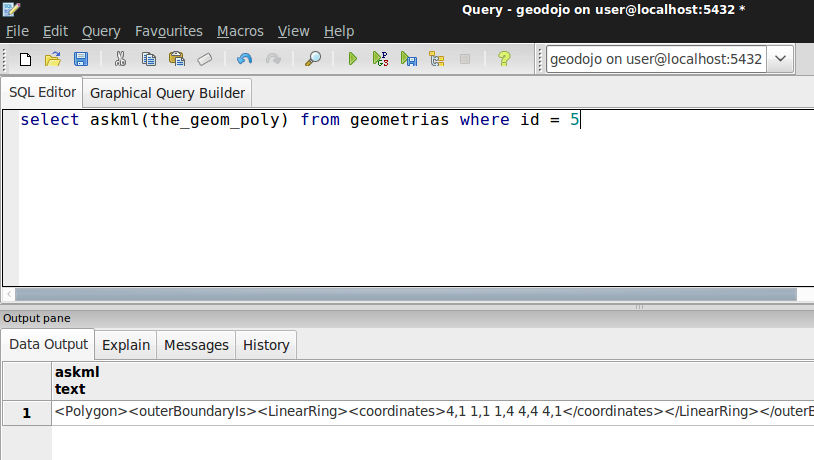 Query - geodojo on user@localhost:5432 *
File Edit Query Favourites Macros View Help
geodojo on user@localhost:5432
SQL Editor Graphical Query Builder
select askml(the_geom_poly) from geometrias where id = 5
Output pane
Data Output Explain Messages History
askml
text
1 <Polygon><outerBoundaryIs><LinearRing><coordinates>4,1 1,1 1,4 4,4 4,1</coordinates></LinearRing></outerB